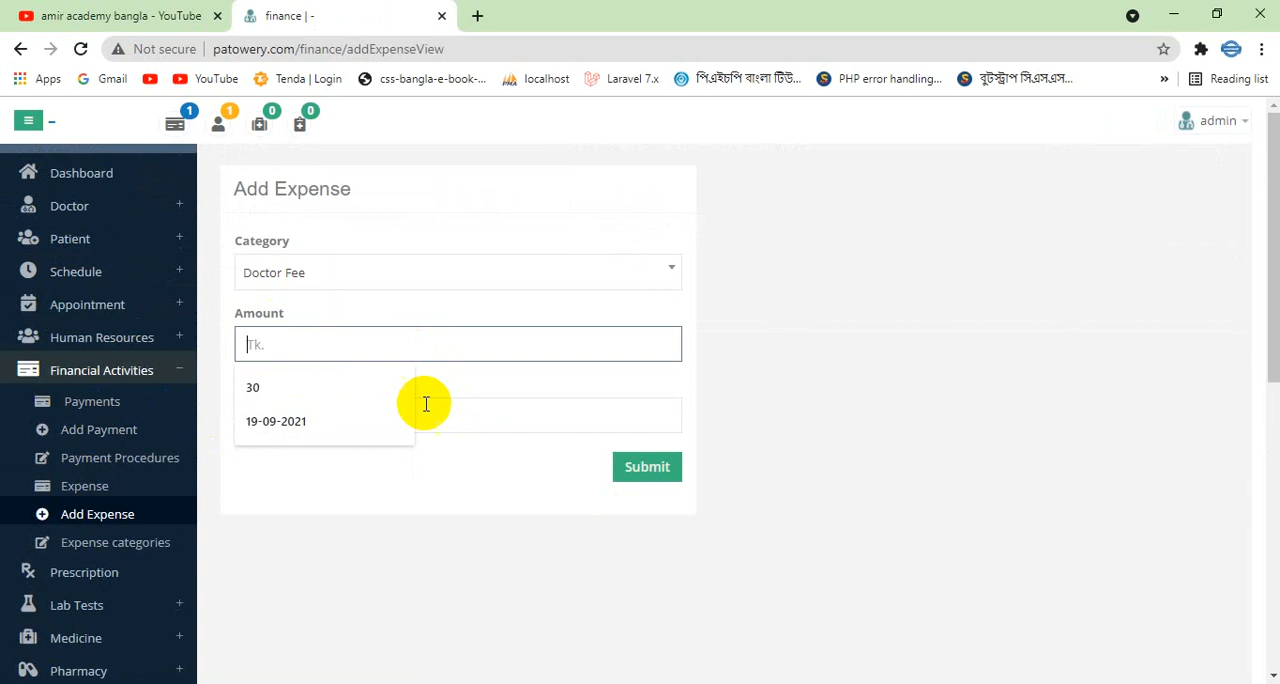 amir academy bangla - YouTube
finance | -
Not secure
patowery.com/finance/addExpenseView
Apps
Gmail
YouTube
Tenda | Login
css-bangla-e-book-...
localhost
Laravel 7.x
পিএইচপি বাংলা টিউ...
PHP error handling...
বুটস্ট্রাপ সিএসএস...
»
Reading list
1
1
0
0
admin
Dashboard
Doctor
Patient
Schedule
Appointment
Human Resources
Financial Activities
Payments
Add Payment
Payment Procedures
Expense
Add Expense
Expense categories
Prescription
Lab Tests
Medicine
Pharmacy
Add Expense
Category
Doctor Fee
Amount
Tk.
30
19-09-2021
Submit